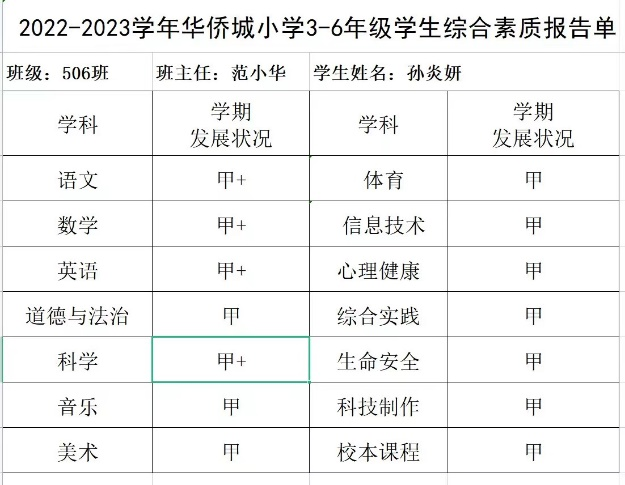 2022-2023学年华侨城小学3-6年级学生综合素质报告单
班级：506班 班主任：范小华 学生姓名：孙炎妍
学科 学期发展状况 学科 学期发展状况
语文 甲+ 体育 甲
数学 甲+ 信息技术 甲
英语 甲+ 心理健康 甲
道德与法治 甲 综合实践 甲
科学 甲+ 生命安全 甲
音乐 甲 科技制作 甲
美术 甲 校本课程 甲